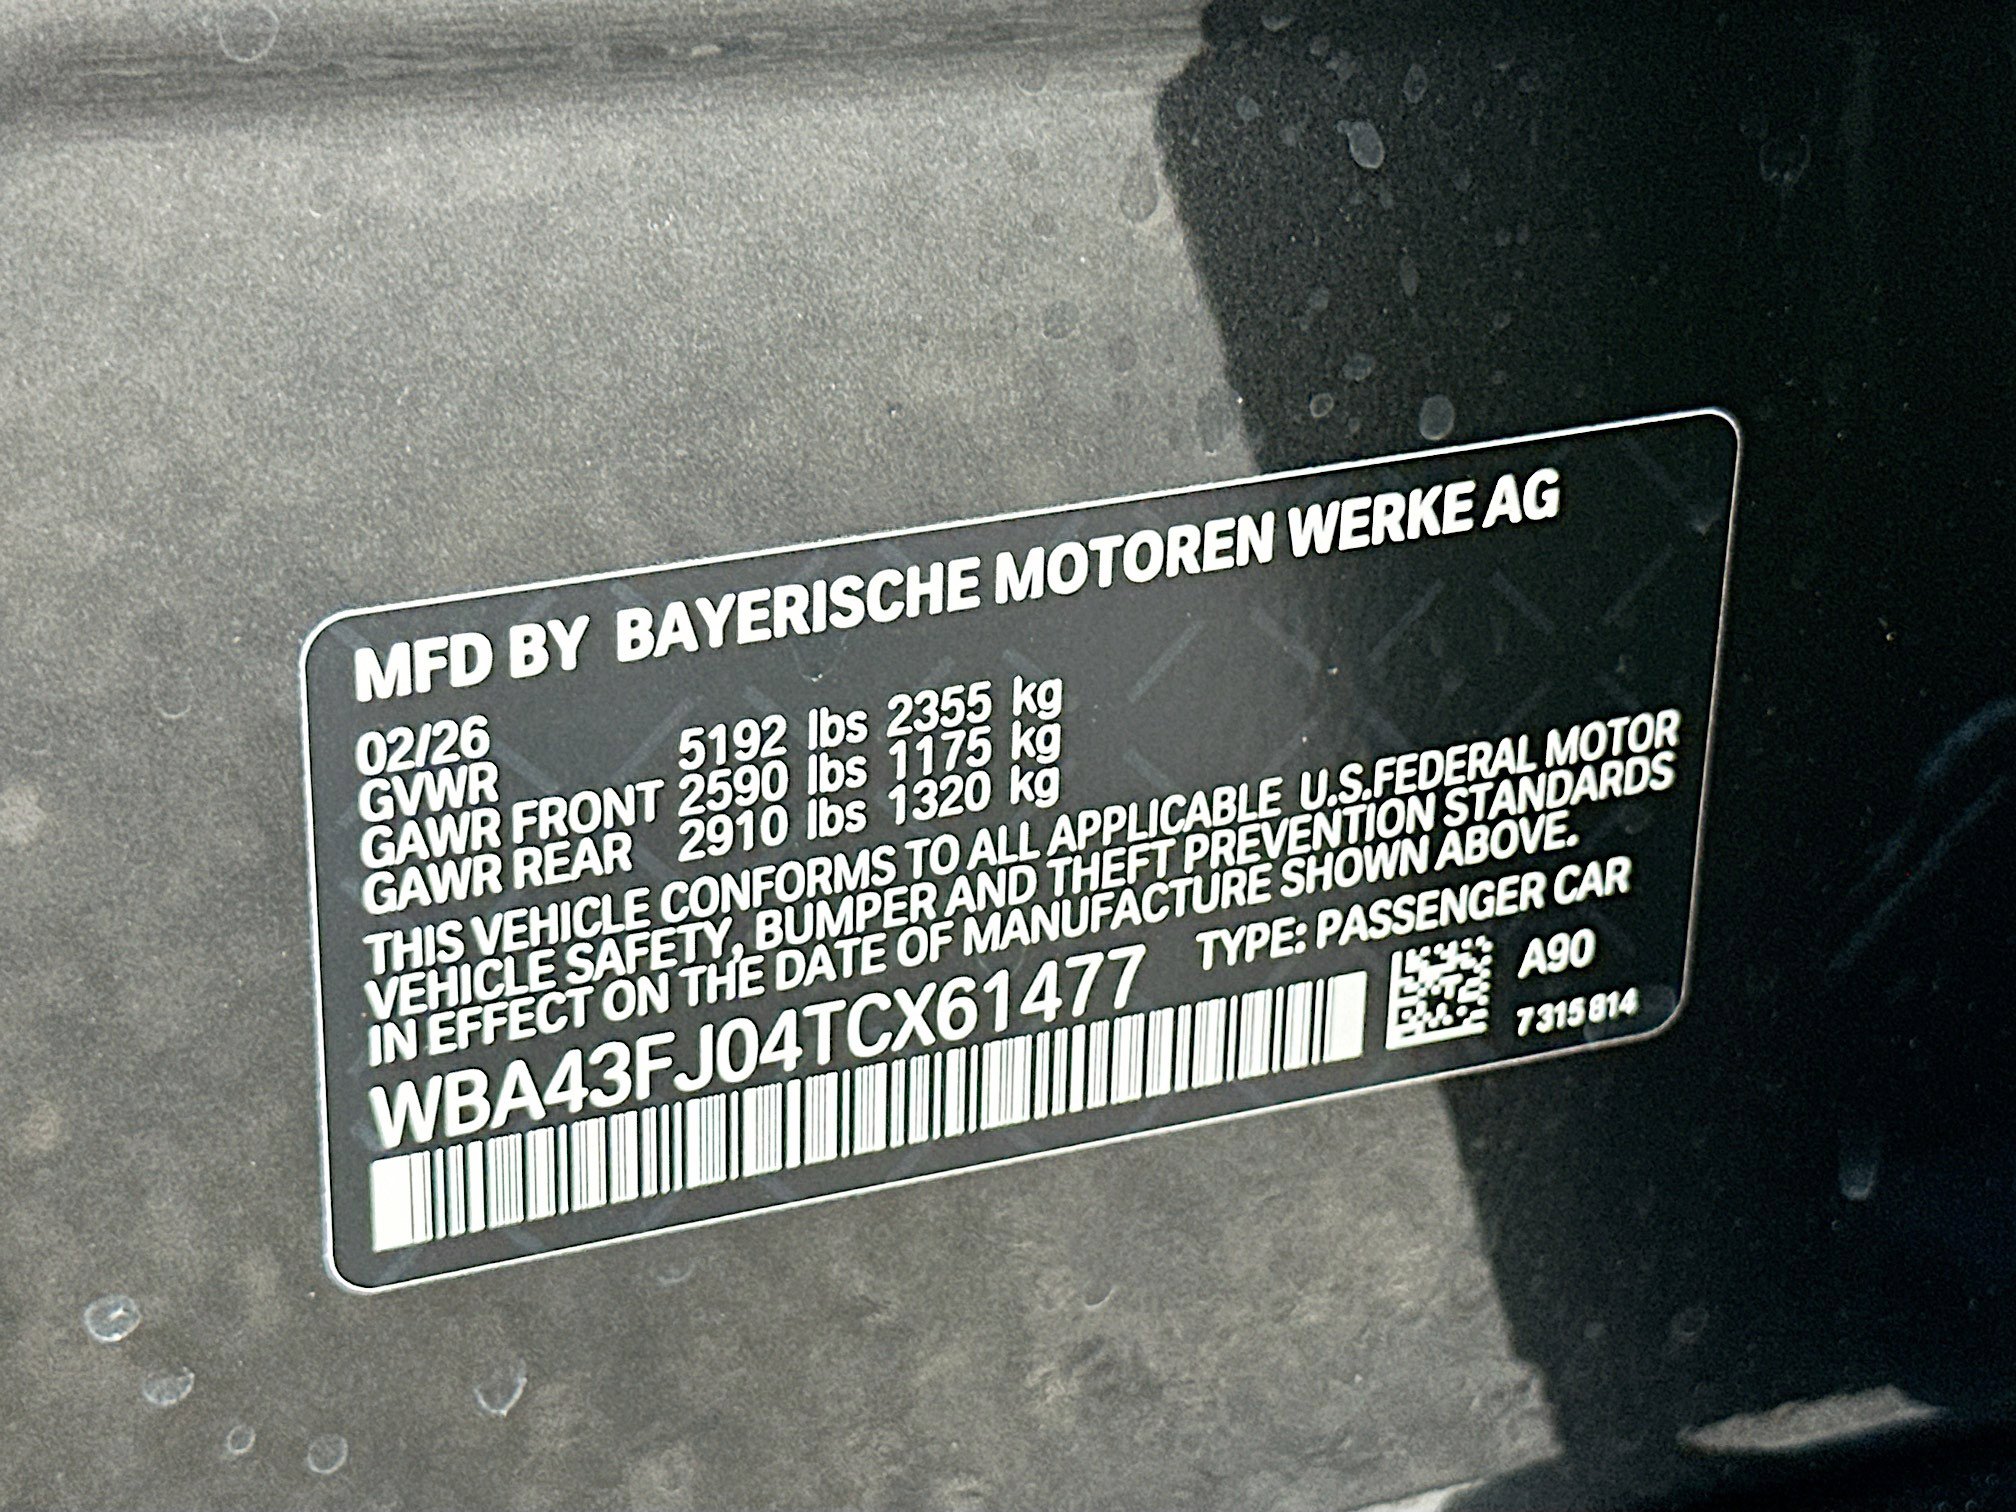 MFD BY BAYERISCHE MOTOREN WERKE AG
02/26
GVWR 5192 lbs 2355 kg
GAWR FRONT 2590 lbs 1175 kg
GAWR REAR 2910 lbs 1320 kg
THIS VEHICLE CONFORMS TO ALL APPLICABLE U.S.FEDERAL MOTOR
VEHICLE SAFETY, BUMPER AND THEFT PREVENTION STANDARDS
IN EFFECT ON THE DATE OF MANUFACTURE SHOWN ABOVE.
WBA43FJ04TCX61477 TYPE: PASSENGER CAR
A90
7 315 814